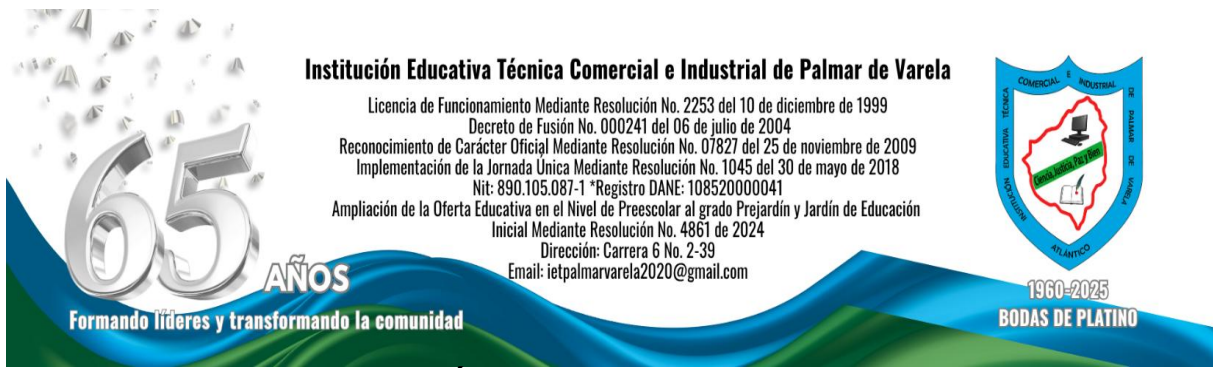 Institución Educativa Técnica Comercial e Industrial de Palmar de Varela
Licencia de Funcionamiento Mediante Resolución No. 2253 del 10 de diciembre de 1999
Decreto de Fusión No. 000241 del 06 de julio de 2004
Reconocimiento de Carácter Oficial Mediante Resolución No. 07827 del 25 de noviembre de 2009
Implementación de la Jornada Única Mediante Resolución No. 1045 del 30 de mayo de 2018
Nit: 890.105.087-1 *Registro DANE: 108520000041
Ampliación de la Oferta Educativa en el Nivel de Preescolar al grado Prejardín y Jardín de Educación
Inicial Mediante Resolución No. 4861 de 2024
Dirección: Carrera 6 No. 2-39
Email: ietpalmarvarela2020@gmail.com
65
AÑOS
Formando líderes y transformando la comunidad
INSTITUCIÓN EDUCATIVA TÉCNICA COMERCIAL E INDUSTRIAL DE PALMAR DE VARELA
Ciencia, Justicia, Paz y Bien
ATLÁNTICO
1960-2025
BODAS DE PLATINO